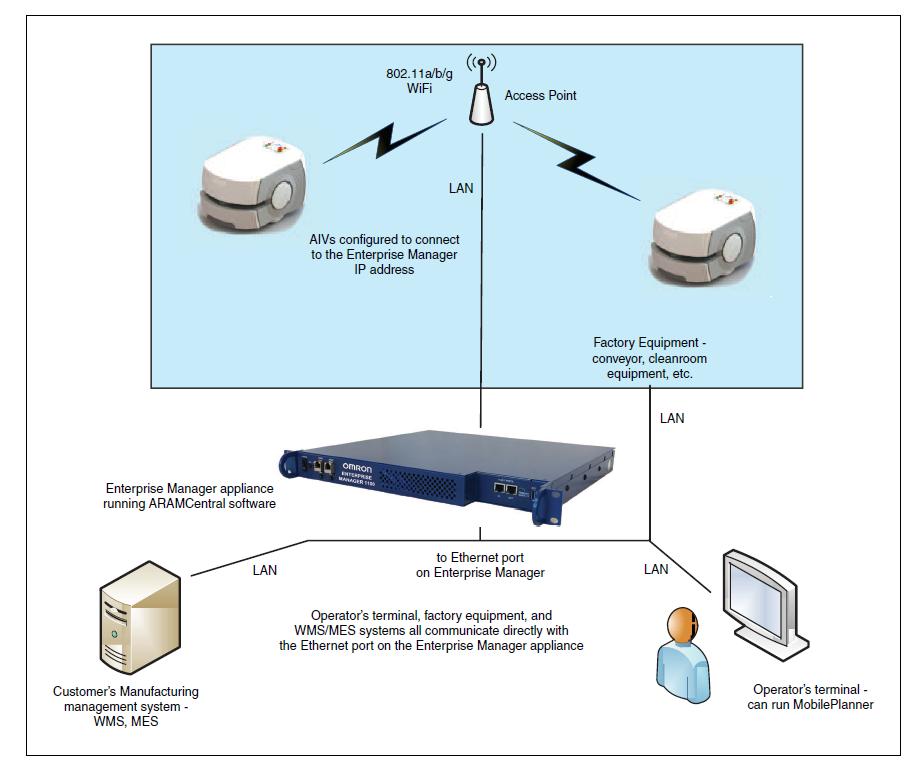 802.11a/b/g
WiFi
Access Point
LAN
AIVs configured to connect
to the Enterprise Manager
IP address
Factory Equipment -
conveyor, cleanroom
equipment, etc.
LAN
OMRON
ENTERPRISE
MANAGER 1100
Enterprise Manager appliance
running ARAMCentral software
to Ethernet port
on Enterprise Manager
LAN
LAN
Operator's terminal, factory equipment, and
WMS/MES systems all communicate directly with
the Ethernet port on the Enterprise Manager appliance
Customer's Manufacturing
management system -
WMS, MES
Operator's terminal -
can run MobilePlanner